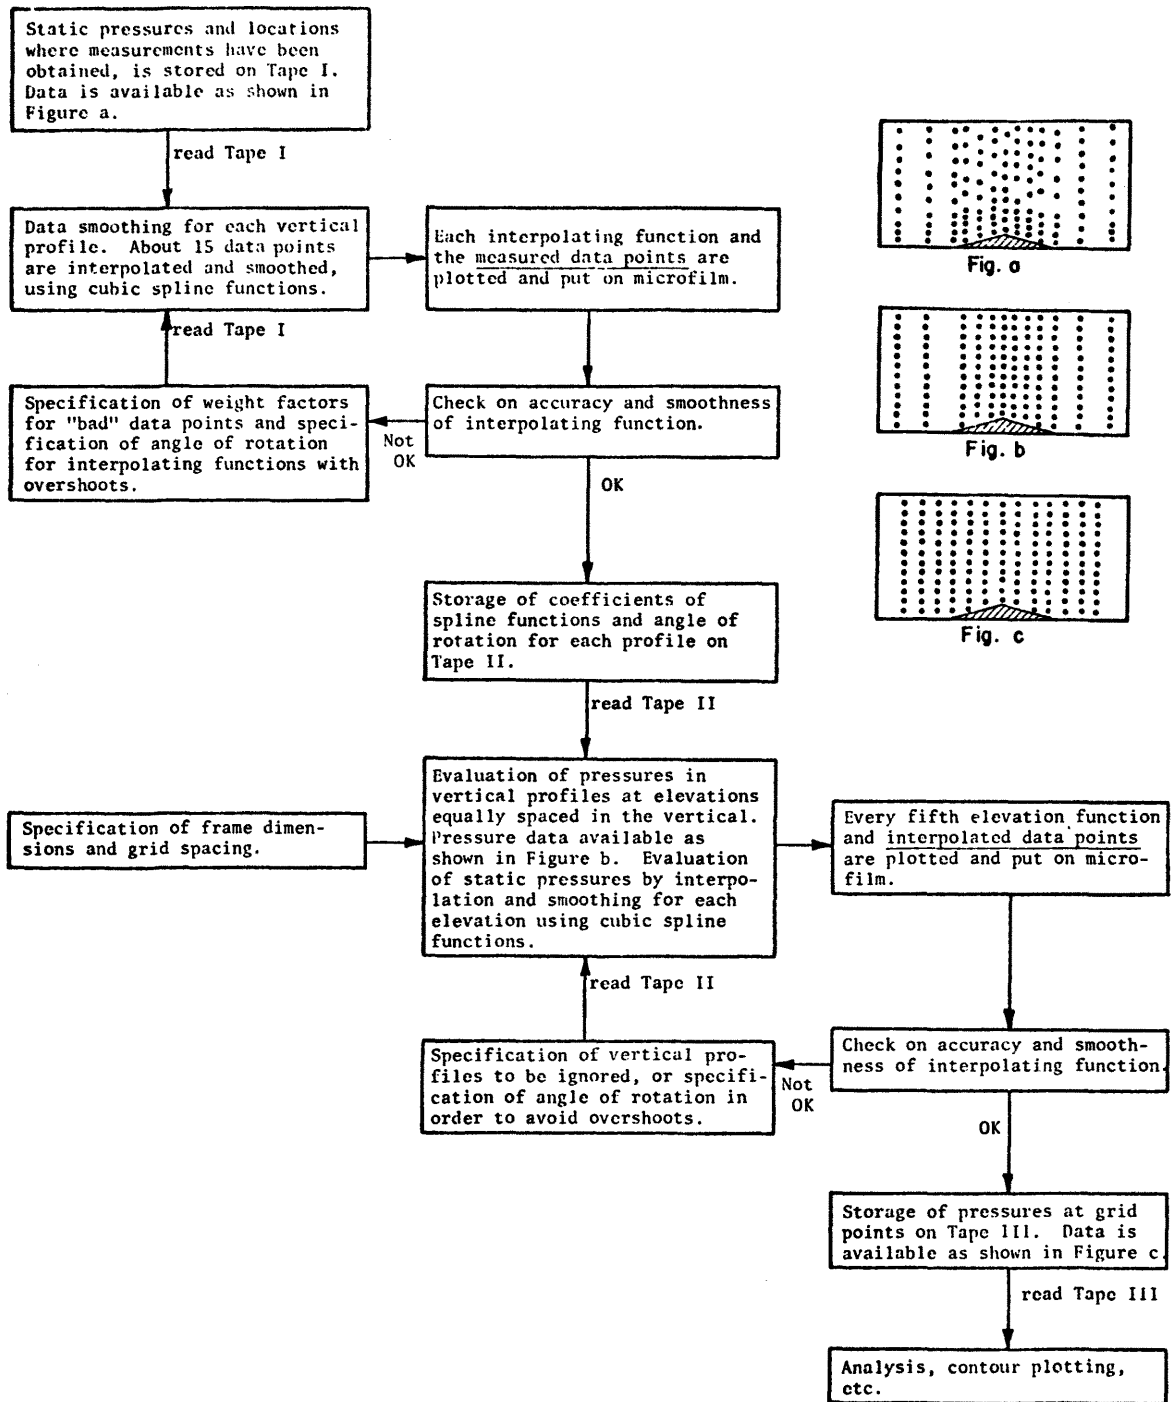 Static pressures and locations
where measurements have been
obtained, is stored on Tape I.
Data is available as shown in
Figure a.
read Tape I
Data smoothing for each vertical
profile. About 15 data points
are interpolated and smoothed,
using cubic spline functions.
Each interpolating function and
the measured data points are
plotted and put on microfilm.
read Tape I
Specification of weight factors
for "bad" data points and speci-
fication of angle of rotation
for interpolating functions with
overshoots.
Not
OK
Check on accuracy and smoothness
of interpolating function.
OK
Fig. a
Fig. b
Fig. c
Storage of coefficients of
spline functions and angle of
rotation for each profile on
Tape II.
read Tape II
Specification of frame dimen-
sions and grid spacing.
Evaluation of pressures in
vertical profiles at elevations
equally spaced in the vertical.
Pressure data available as
shown in Figure b. Evaluation
of static pressures by interpo-
lation and smoothing for each
elevation using cubic spline
functions.
Every fifth elevation function
and interpolated data points
are plotted and put on micro-
film.
read Tape II
Specification of vertical pro-
files to be ignored, or specifi-
cation of angle of rotation in
order to avoid overshoots.
Not
OK
Check on accuracy and smooth-
ness of interpolating function.
OK
Storage of pressures at grid
points on Tape III. Data is
available as shown in Figure c.
read Tape III
Analysis, contour plotting,
etc.